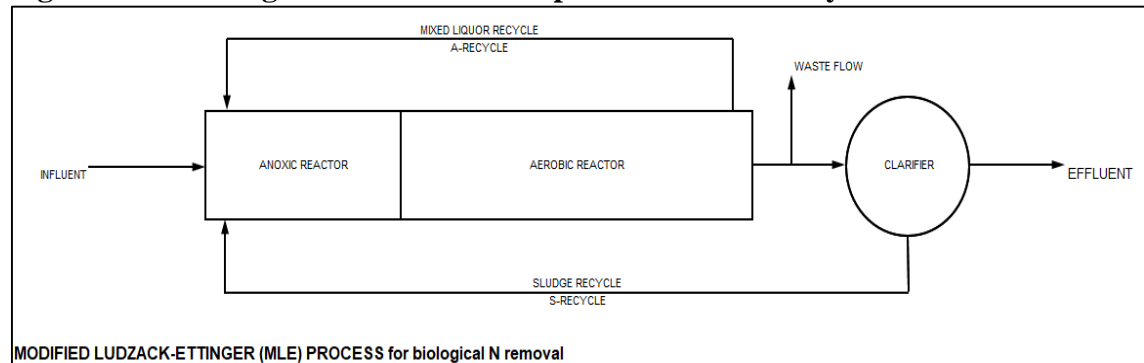 MIXED LIQUOR RECYCLE
A-RECYCLE
WASTE FLOW
INFLUENT
ANOXIC REACTOR
AEROBIC REACTOR
CLARIFIER
EFFLUENT
SLUDGE RECYCLE
S-RECYCLE
MODIFIED LUDZACK-ETTINGER (MLE) PROCESS for biological N removal